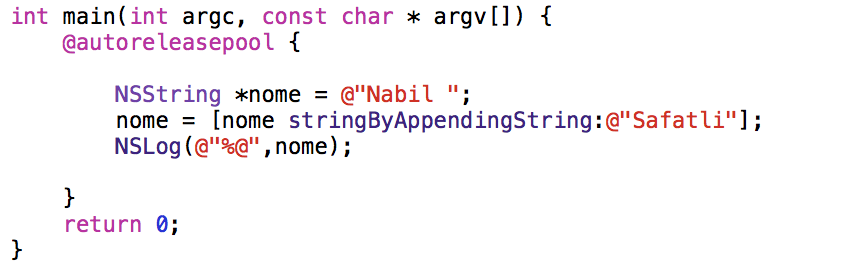 int main(int argc, const char * argv[]) {
    @autoreleasepool {
        NSString *nome = @"Nabil ";
        nome = [nome stringByAppendingString:@"Safatli"];
        NSLog(@"%@",nome);
    }
    return 0;
}